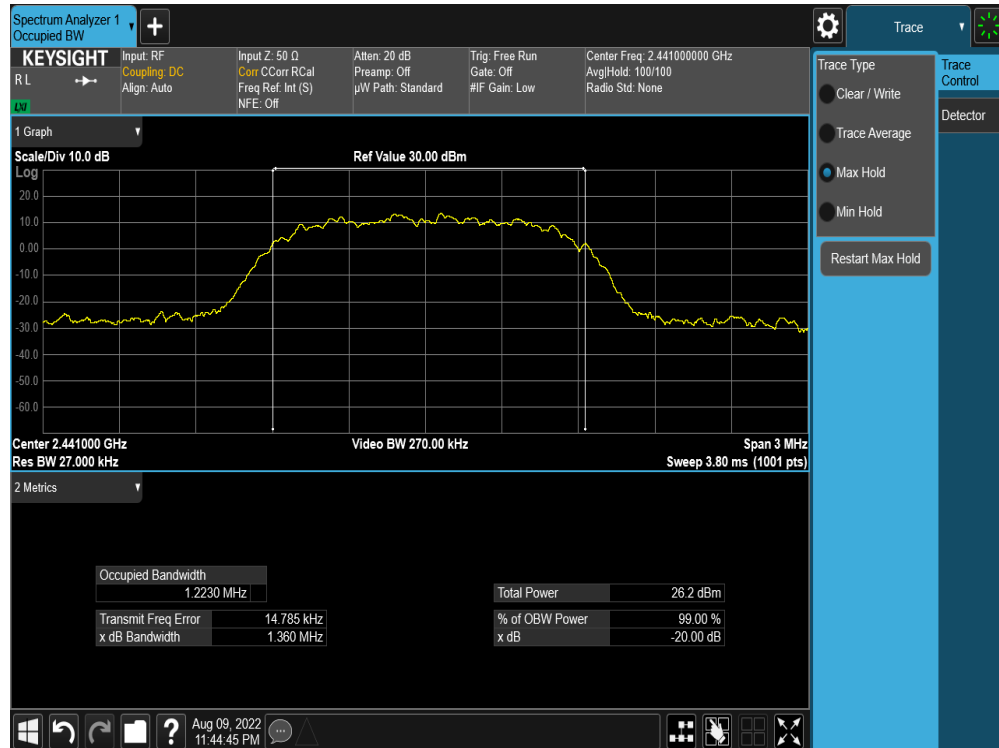 Spectrum Analyzer 1
Occupied BW
+
Trace
KEYSIGHT
R L
LXI
Input: RF
Coupling: DC
Align: Auto
Input Z: 50 Ω
Corr CCorr RCal
Freq Ref: Int (S)
NFE: Off
Atten: 20 dB
Preamp: Off
µW Path: Standard
Trig: Free Run
Gate: Off
#IF Gain: Low
Center Freq: 2.441000000 GHz
Avg|Hold: 100/100
Radio Std: None
Trace Type
Clear / Write
Trace Average
Max Hold
Min Hold
Restart Max Hold
Trace
Control
Detector
1 Graph
Scale/Div 10.0 dB
Ref Value 30.00 dBm
Log
20.0
10.0
0.00
-10.0
-20.0
-30.0
-40.0
-50.0
-60.0
Center 2.441000 GHz
Video BW 270.00 kHz
Span 3 MHz
Res BW 27.000 kHz
Sweep 3.80 ms (1001 pts)
2 Metrics
Occupied Bandwidth
1.2230 MHz
Total Power 26.2 dBm
Transmit Freq Error 14.785 kHz
% of OBW Power 99.00 %
x dB Bandwidth 1.360 MHz
x dB -20.00 dB
?
Aug 09, 2022
11:44:45 PM